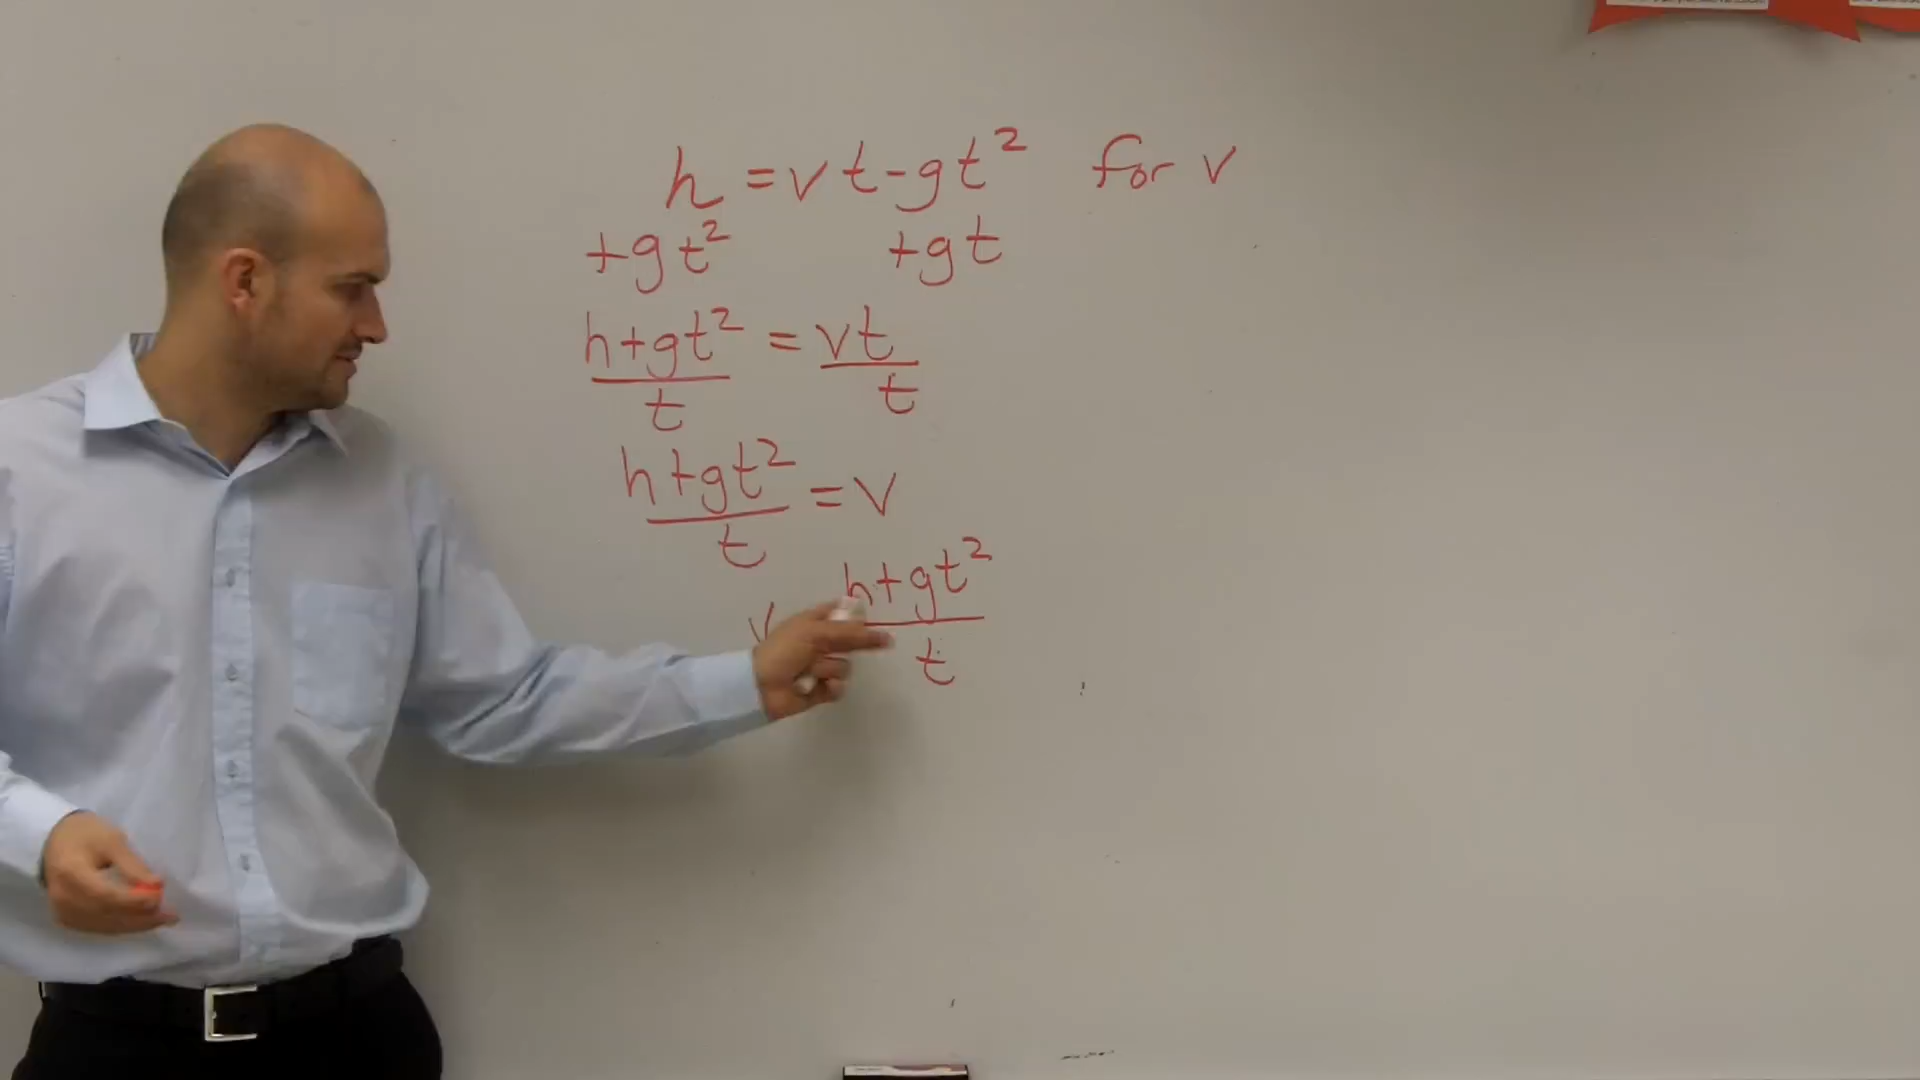 h = vt - gt² for v
+gt² +gt
h+gt² = vt
t t
h+gt² = v
t
v h+gt²
t